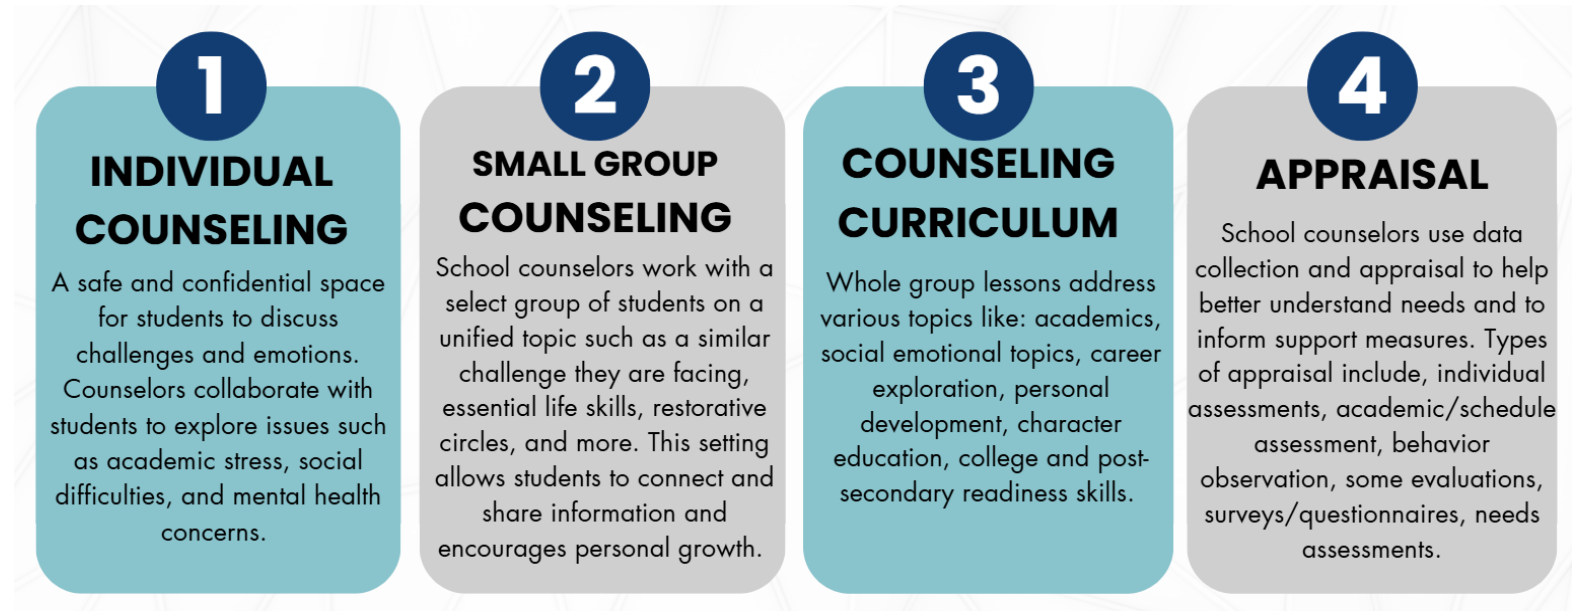 1
INDIVIDUAL
COUNSELING
A safe and confidential space
for students to discuss
challenges and emotions.
Counselors collaborate with
students to explore issues such
as academic stress, social
difficulties, and mental health
concerns.
2
SMALL GROUP
COUNSELING
School counselors work with a
select group of students on a
unified topic such as a similar
challenge they are facing,
essential life skills, restorative
circles, and more. This setting
allows students to connect and
share information and
encourages personal growth.
3
COUNSELING
CURRICULUM
Whole group lessons address
various topics like: academics,
social emotional topics, career
exploration, personal
development, character
education, college and post-
secondary readiness skills.
4
APPRAISAL
School counselors use data
collection and appraisal to help
better understand needs and to
inform support measures. Types
of appraisal include, individual
assessments, academic/schedule
assessment, behavior
observation, some evaluations,
surveys/questionnaires, needs
assessments.